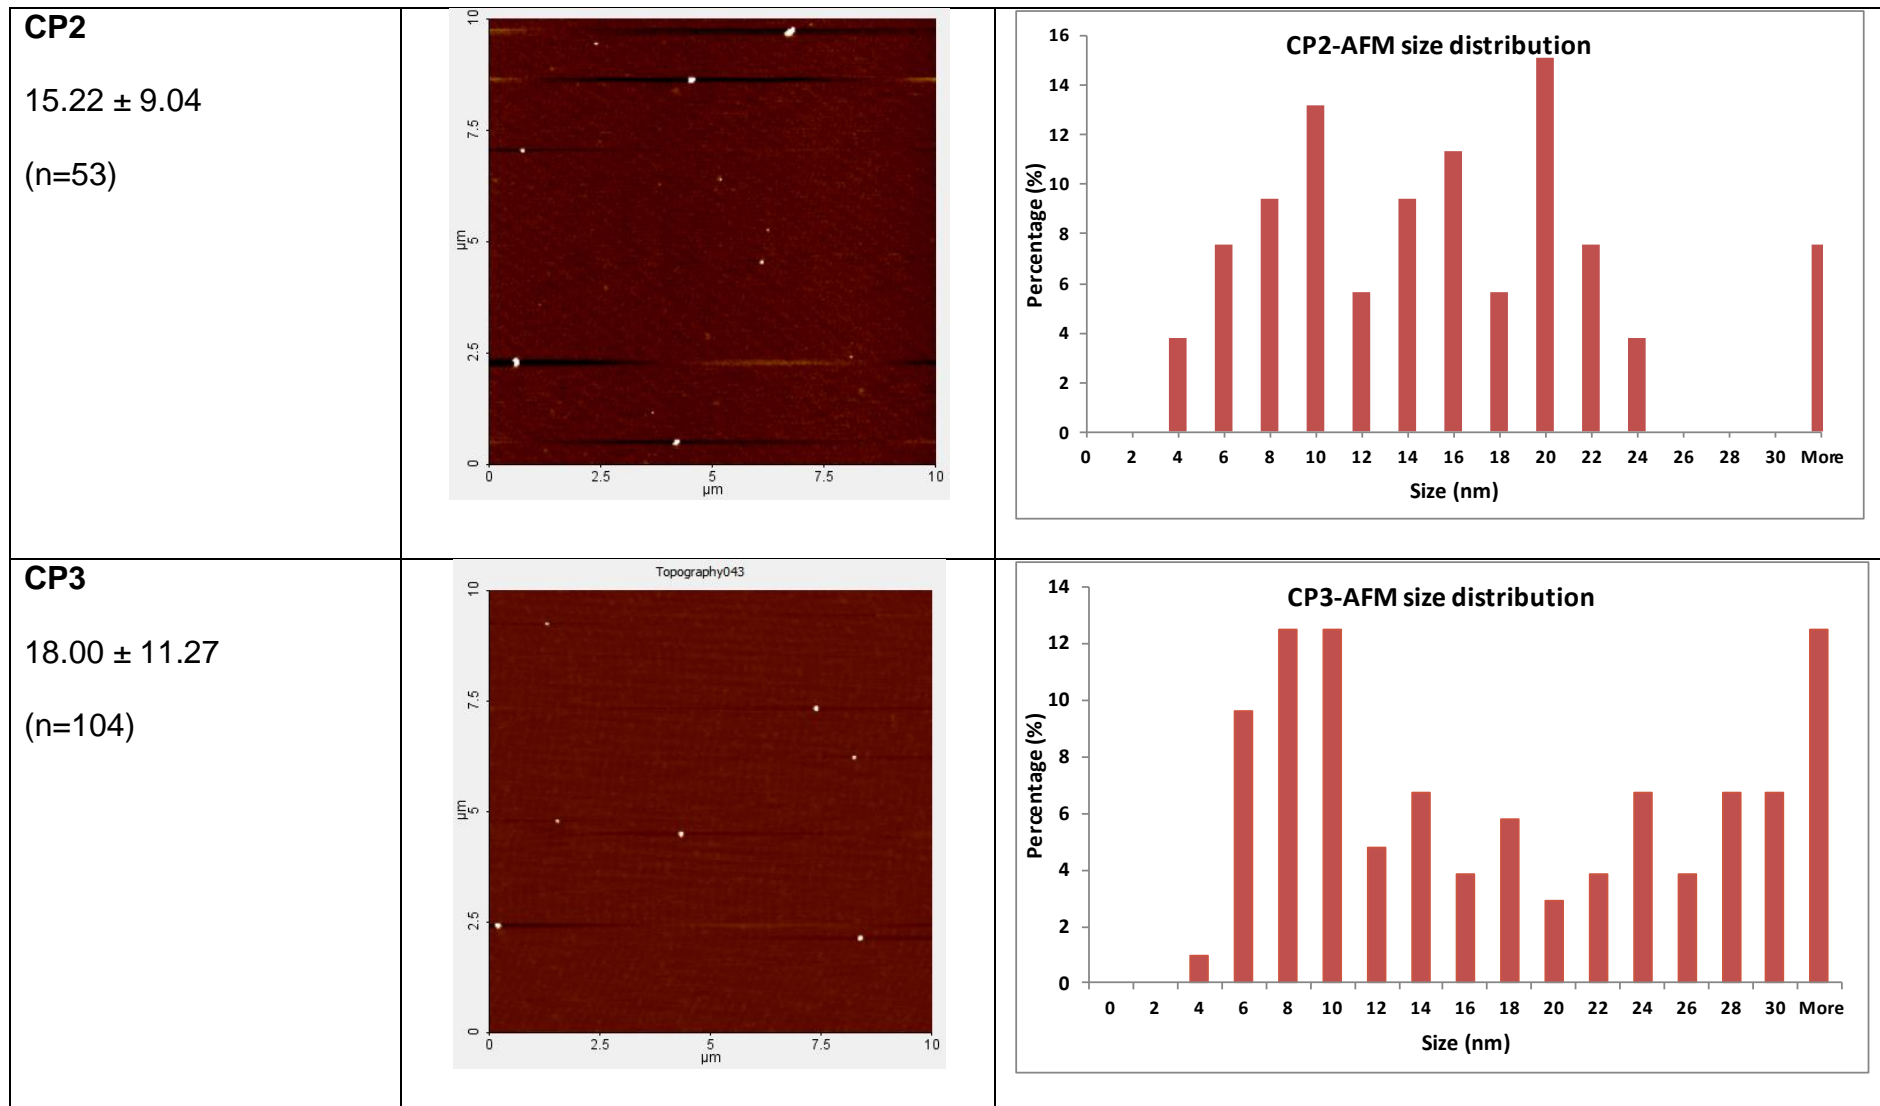 CP2
15.22 ± 9.04
(n=53)
10
7.5
5
µm
2.5
0
0 2.5 5 7.5 10
µm
CP2-AFM size distribution
16
14
12
10
8
6
4
2
0
Percentage (%)
0 2 4 6 8 10 12 14 16 18 20 22 24 26 28 30 More
Size (nm)
CP3
18.00 ± 11.27
(n=104)
Topography043
10
7.5
5
µm
2.5
0
0 2.5 5 7.5 10
µm
CP3-AFM size distribution
14
12
10
8
6
4
2
0
Percentage (%)
0 2 4 6 8 10 12 14 16 18 20 22 24 26 28 30 More
Size (nm)